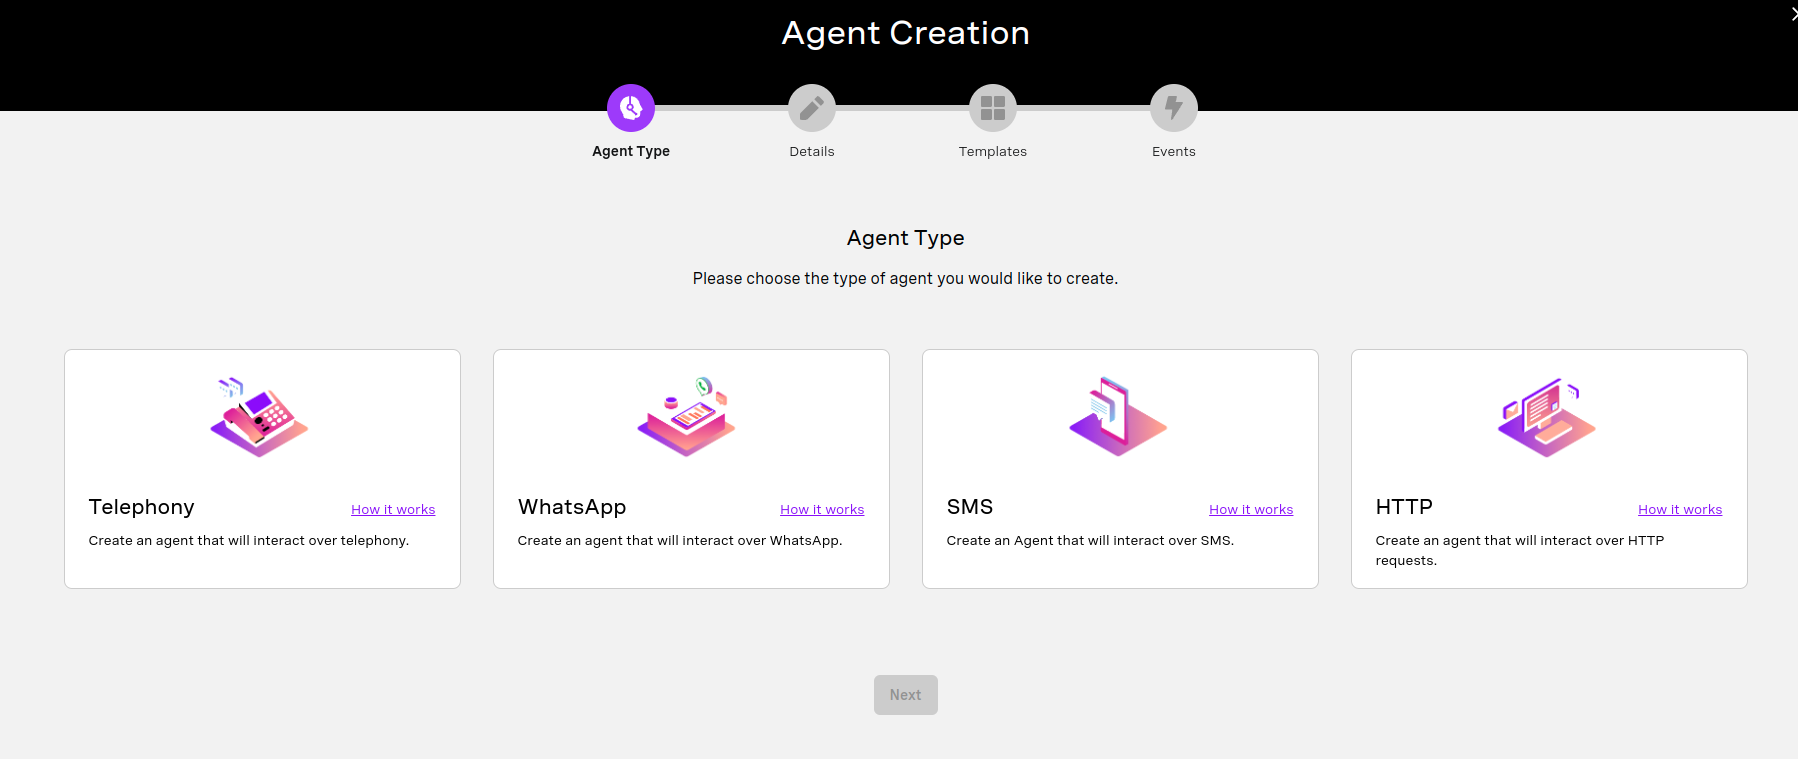 Agent Creation
Agent Type
Details
Templates
Events
Agent Type
Please choose the type of agent you would like to create.
Telephony
How it works
Create an agent that will interact over telephony.
WhatsApp
How it works
Create an agent that will interact over WhatsApp.
SMS
How it works
Create an Agent that will interact over SMS.
HTTP
How it works
Create an agent that will interact over HTTP
requests.
Next